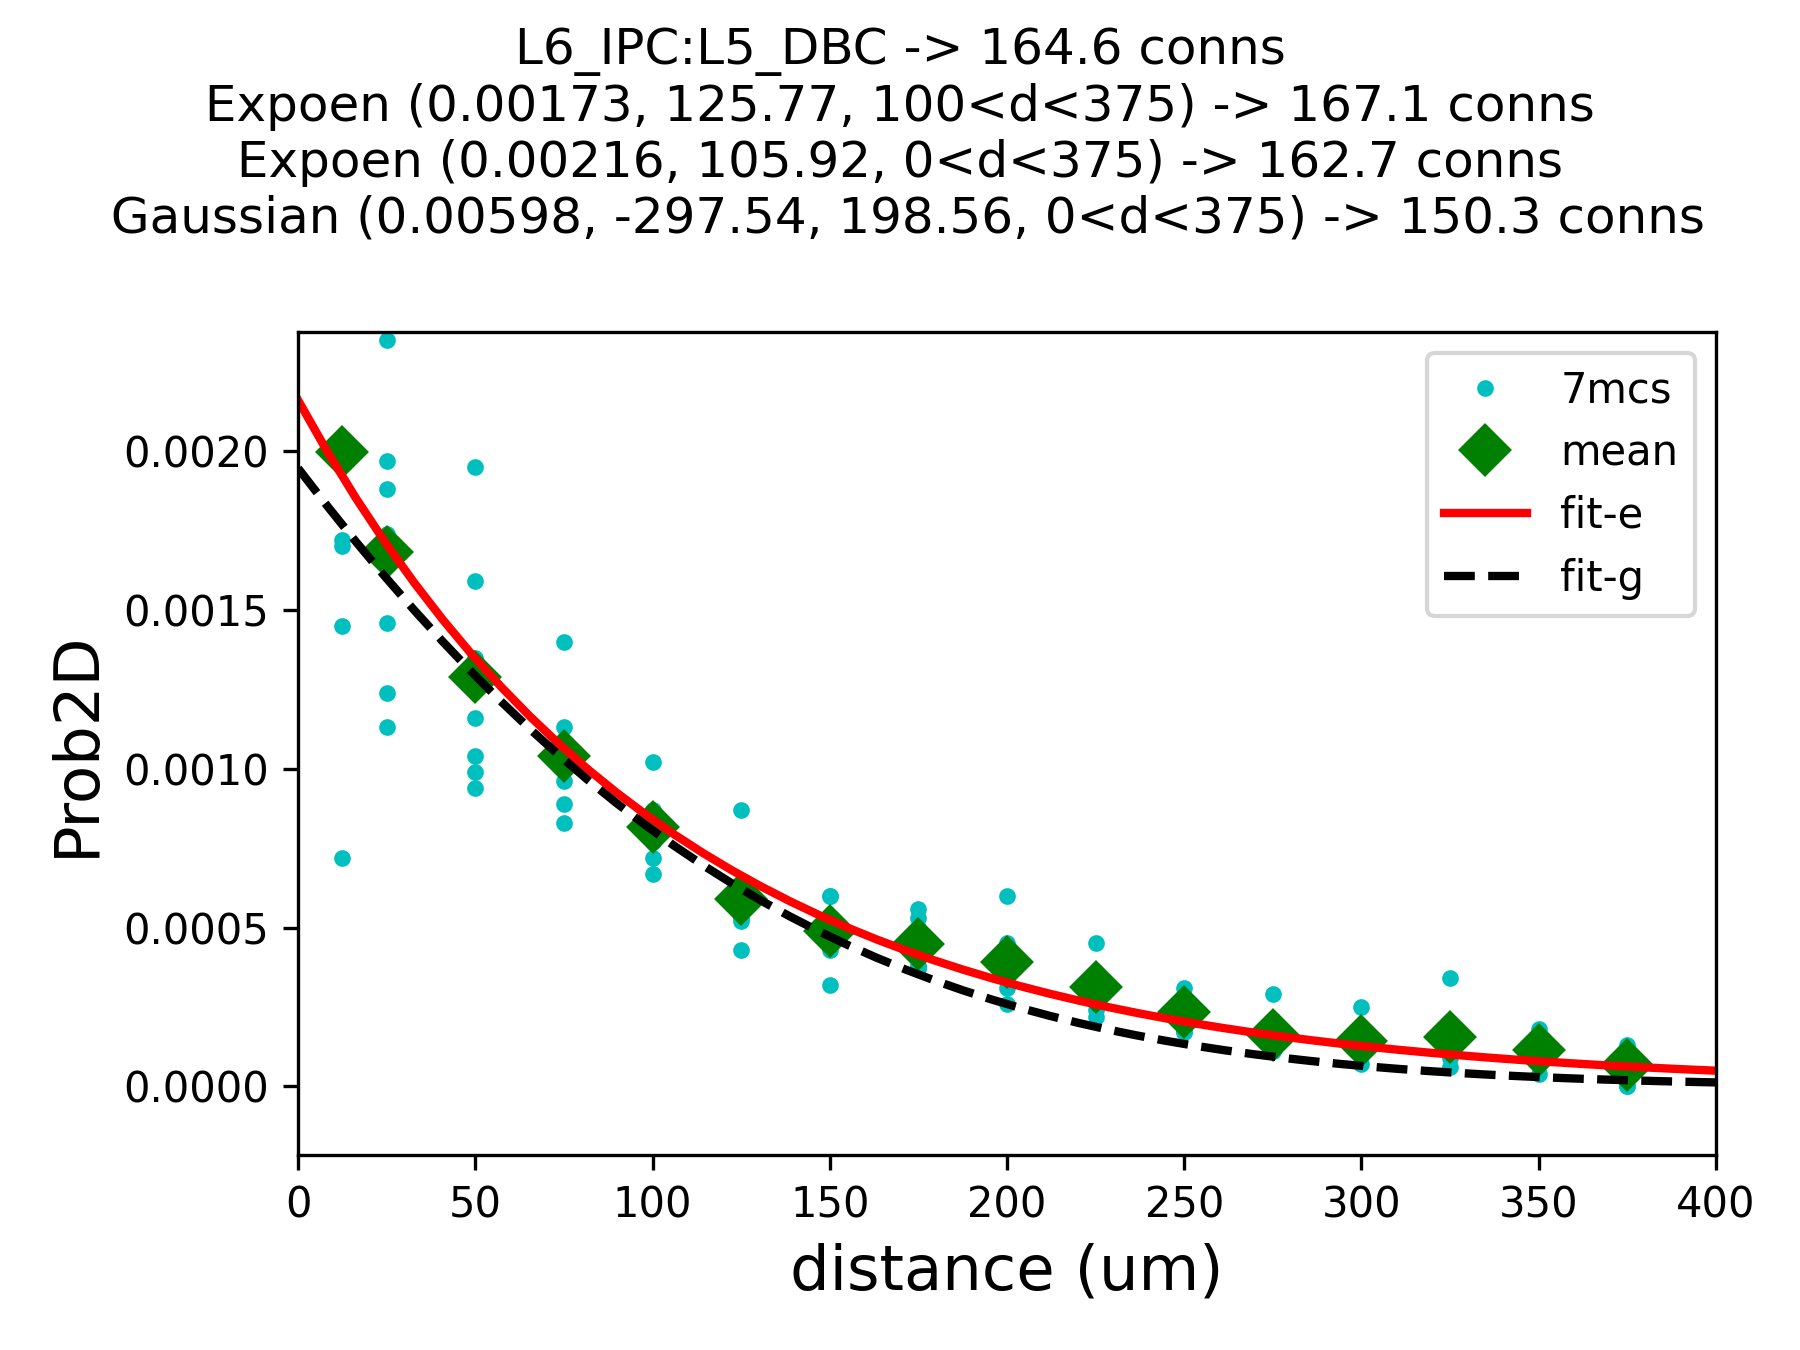 L6_IPC:L5_DBC -> 164.6 conns
Expoen (0.00173, 125.77, 100<d<375) -> 167.1 conns
Expoen (0.00216, 105.92, 0<d<375) -> 162.7 conns
Gaussian (0.00598, -297.54, 198.56, 0<d<375) -> 150.3 conns
7mcs
mean
fit-e
fit-g
Prob2D
0.0020
0.0015
0.0010
0.0005
0.0000
0 50 100 150 200 250 300 350 400
distance (um)